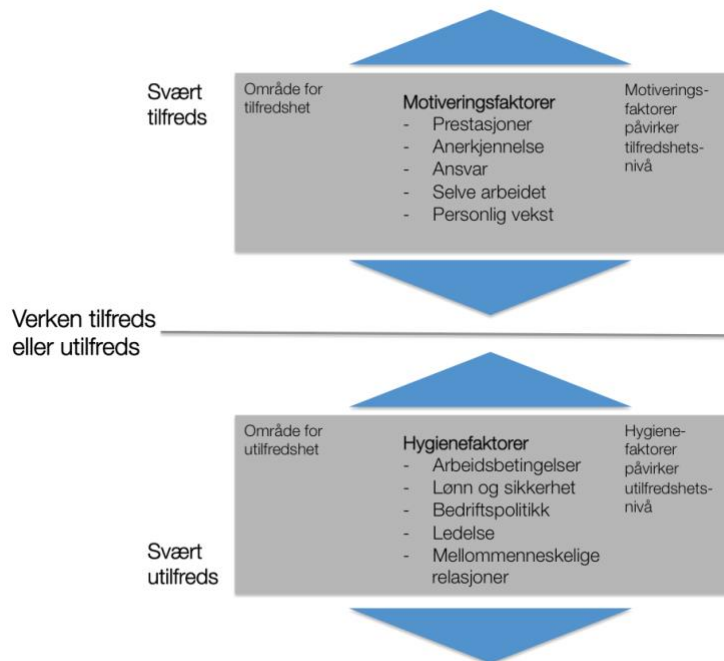 Svært
tilfreds
Område for
tilfredshet
Motiveringsfaktorer
- Prestasjoner
- Anerkjennelse
- Ansvar
- Selve arbeidet
- Personlig vekst
Motiverings-
faktorer
påvirker
tilfredshets-
nivå
Verken tilfreds
eller utilfreds
Område for
utilfredshet
Hygienefaktorer
- Arbeidsbetingelser
- Lønn og sikkerhet
- Bedriftspolitikk
- Ledelse
- Mellommenneskelige
relasjoner
Hygiene-
faktorer
påvirker
utilfredshets-
nivå
Svært
utilfreds